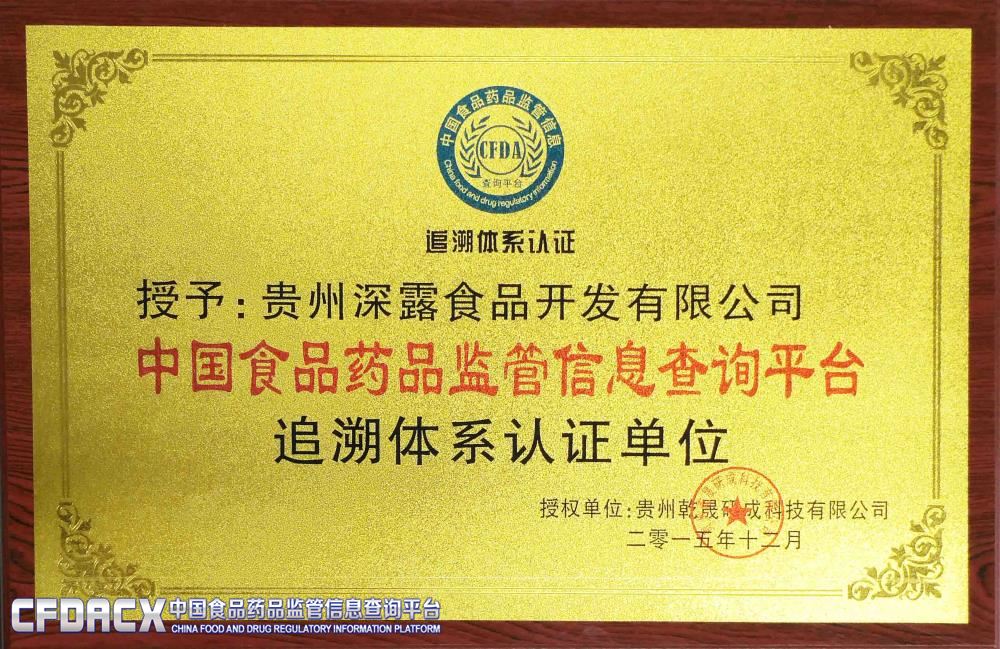 中国食品药品监管信息
CFDA
查询平台
China food and drug regulatory information
追溯体系认证
授予：贵州深露食品开发有限公司
中国食品药品监管信息查询平台
追溯体系认证单位
授权单位：贵州乾晟研成科技有限公司
二零一五年十二月
CFDACX 中国食品药品监管信息查询平台
CHINA FOOD AND DRUG REGULATORY INFORMATION PLATFORM